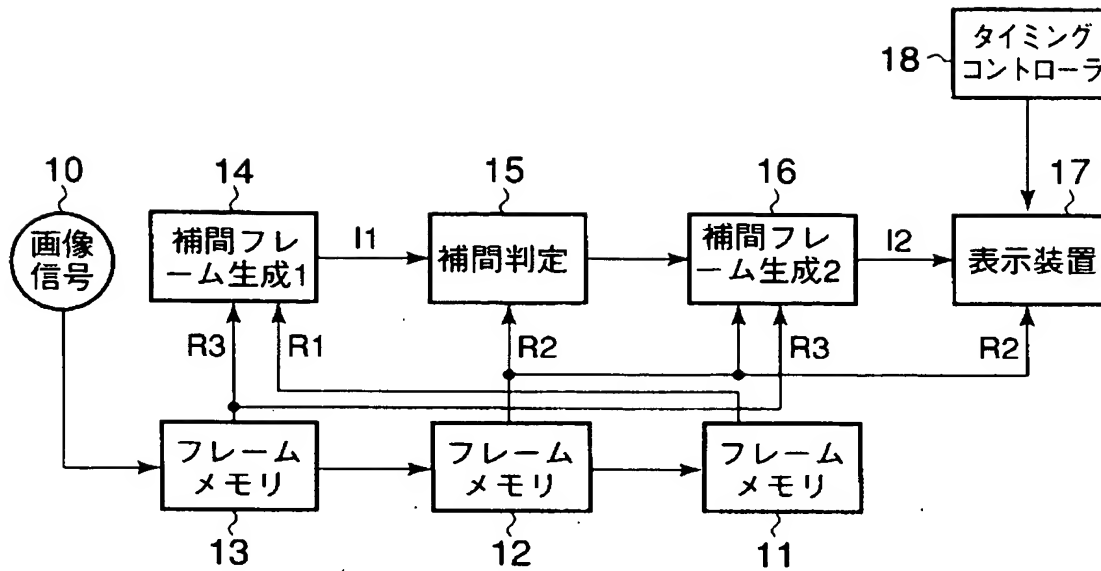 18
タイミング
コントローラ
10
画像
信号
14
補間フレ
ーム生成1
I1
15
補間判定
16
補間フレ
ーム生成2
I2
17
表示装置
R3
R1
R2
R3
R2
フレーム
メモリ
13
フレーム
メモリ
12
フレーム
メモリ
11